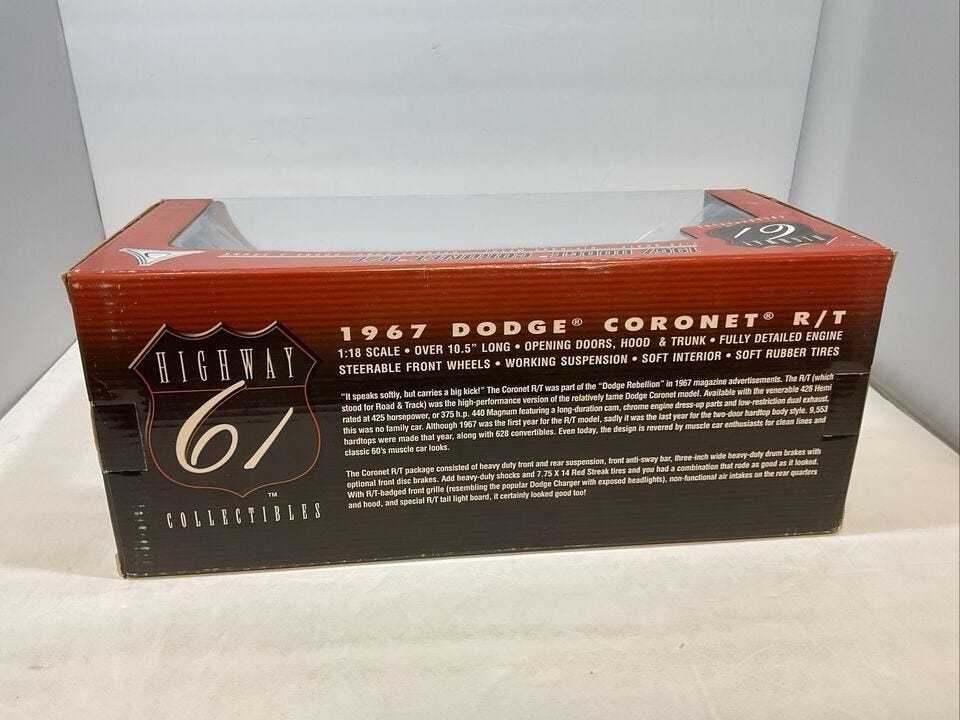 1967 DODGE® CORONET® R/T
1:18 SCALE • OVER 10.5" LONG • OPENING DOORS, HOOD & TRUNK • FULLY DETAILED ENGINE
STEERABLE FRONT WHEELS • WORKING SUSPENSION • SOFT INTERIOR • SOFT RUBBER TIRES
"It speaks softly, but carries a big kick!" The Coronet R/T was part of the "Dodge Rebellion" in 1967 magazine advertisements. The R/T (which
stood for Road & Track) was the high-performance version of the relatively tame Dodge Coronet model. Available with the venerable 426 Hemi
rated at 425 horsepower, or 375 h.p. 440 Magnum featuring a long-duration cam, chrome engine dress-up parts and low-restriction dual exhaust,
this was no family car. Although 1967 was the first year for the R/T model, sadly it was the last year for the two-door hardtop body style. 9,553
hardtops were made that year, along with 628 convertibles. Even today, the design is revered by muscle car enthusiasts for clean lines and
classic 60's muscle car looks.
The Coronet R/T package consisted of heavy duty front and rear suspension, front anti-sway bar, three-inch wide heavy-duty drum brakes with
optional front disc brakes. Add heavy-duty shocks and 7.75 X 14 Red Streak tires and you had a combination that rode as good as it looked.
With R/T-badged front grille (resembling the popular Dodge Charger with exposed headlights), non-functional air intakes on the rear quarters
and hood, and special R/T tail light board, it certainly looked good too!
HIGHWAY
61
™
COLLECTIBLES
1967 DODGE CORONET R/T
HIGHWAY
61
COLLECTIBLES